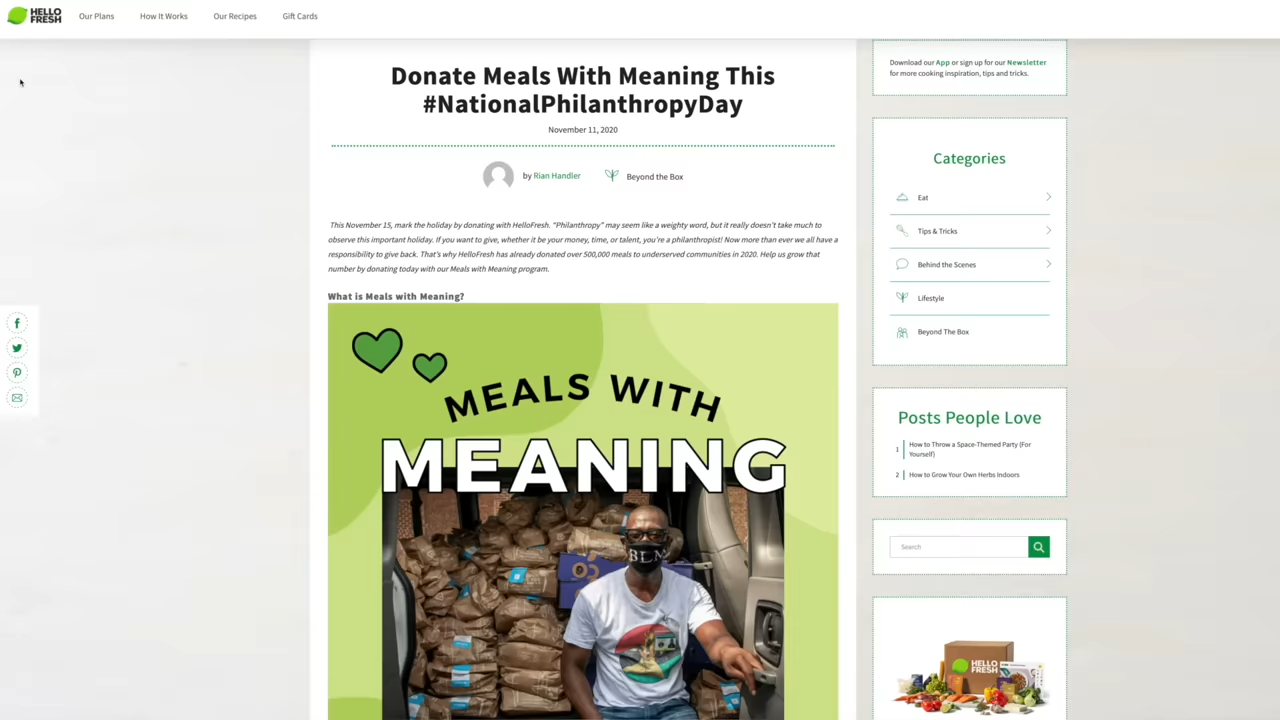 HELLO
FRESH
Our Plans
How It Works
Our Recipes
Gift Cards
Donate Meals With Meaning This
#NationalPhilanthropyDay
November 11, 2020
by Rian Handler
Beyond the Box
This November 15, mark the holiday by donating with HelloFresh. “Philanthropy” may seem like a weighty word, but it really doesn’t take much to
observe this important holiday. If you want to give, whether it be your money, time, or talent, you’re a philanthropist! Now more than ever we all have a
responsibility to give back. That’s why HelloFresh has already donated over 500,000 meals to underserved communities in 2020. Help us grow that
number by donating today with our Meals with Meaning program.
What is Meals with Meaning?
MEALS WITH
MEANING
BLM
Download our App or sign up for our Newsletter
for more cooking inspiration, tips and tricks.
Categories
Eat
Tips & Tricks
Behind the Scenes
Lifestyle
Beyond The Box
Posts People Love
1 How to Throw a Space-Themed Party (For
Yourself)
2 How to Grow Your Own Herbs Indoors
Search
HELLO
FRESH